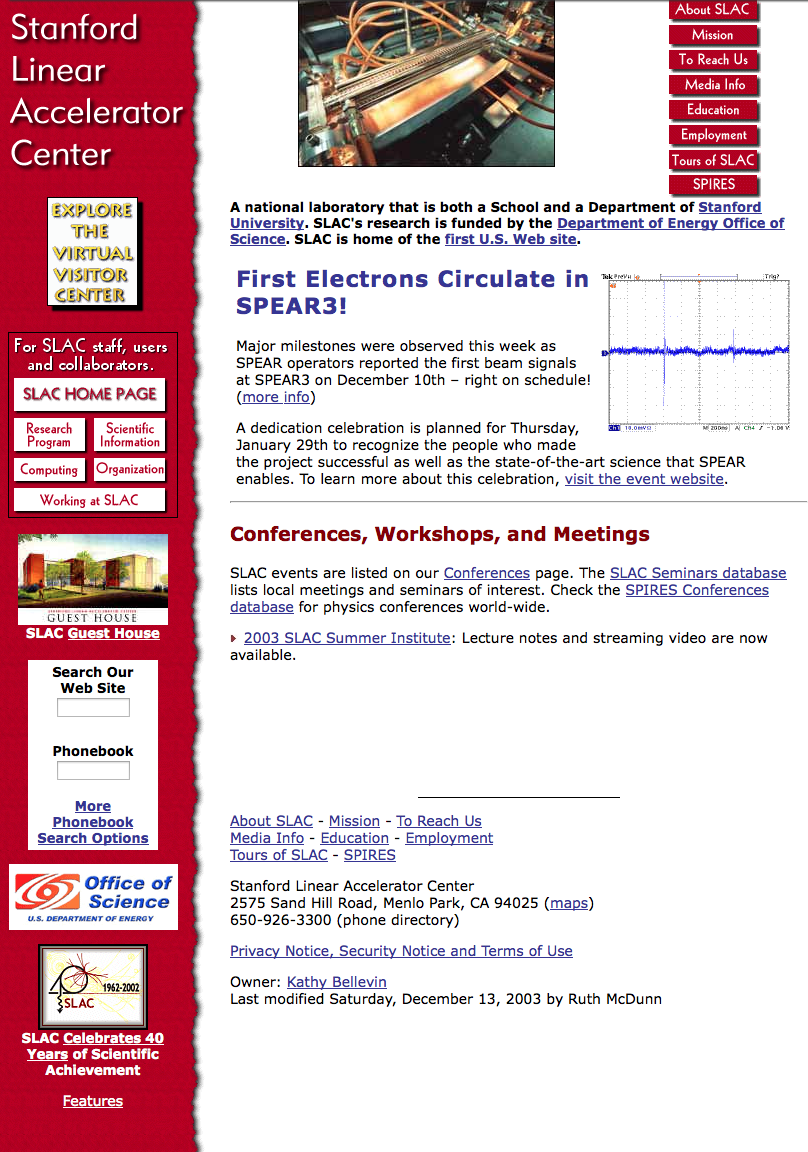 Stanford
Linear
Accelerator
Center
EXPLORE
THE
VIRTUAL
VISITOR
CENTER
For SLAC staff, users
and collaborators.
SLAC HOME PAGE
Research
Program
Scientific
Information
Computing
Organization
Working at SLAC
GUEST HOUSE
SLAC Guest House
Search Our
Web Site
Phonebook
More
Phonebook
Search Options
Office of
Science
U.S. DEPARTMENT OF ENERGY
40
1962-2002
SLAC
SLAC Celebrates 40
Years of Scientific
Achievement
Features
About SLAC
Mission
To Reach Us
Media Info
Education
Employment
Tours of SLAC
SPIRES
A national laboratory that is both a School and a Department of Stanford
University. SLAC's research is funded by the Department of Energy Office of
Science. SLAC is home of the first U.S. Web site.
First Electrons Circulate in
SPEAR3!
Tek PreVu
Trig?
Major milestones were observed this week as
SPEAR operators reported the first beam signals
at SPEAR3 on December 10th – right on schedule!
(more info)
Ch1 10.0mVΩ M 200ns A Ch4 -1.00 V
A dedication celebration is planned for Thursday,
January 29th to recognize the people who made
the project successful as well as the state-of-the-art science that SPEAR
enables. To learn more about this celebration, visit the event website.
Conferences, Workshops, and Meetings
SLAC events are listed on our Conferences page. The SLAC Seminars database
lists local meetings and seminars of interest. Check the SPIRES Conferences
database for physics conferences world-wide.
2003 SLAC Summer Institute: Lecture notes and streaming video are now
available.
About SLAC - Mission - To Reach Us
Media Info - Education - Employment
Tours of SLAC - SPIRES
Stanford Linear Accelerator Center
2575 Sand Hill Road, Menlo Park, CA 94025 (maps)
650-926-3300 (phone directory)
Privacy Notice, Security Notice and Terms of Use
Owner: Kathy Bellevin
Last modified Saturday, December 13, 2003 by Ruth McDunn